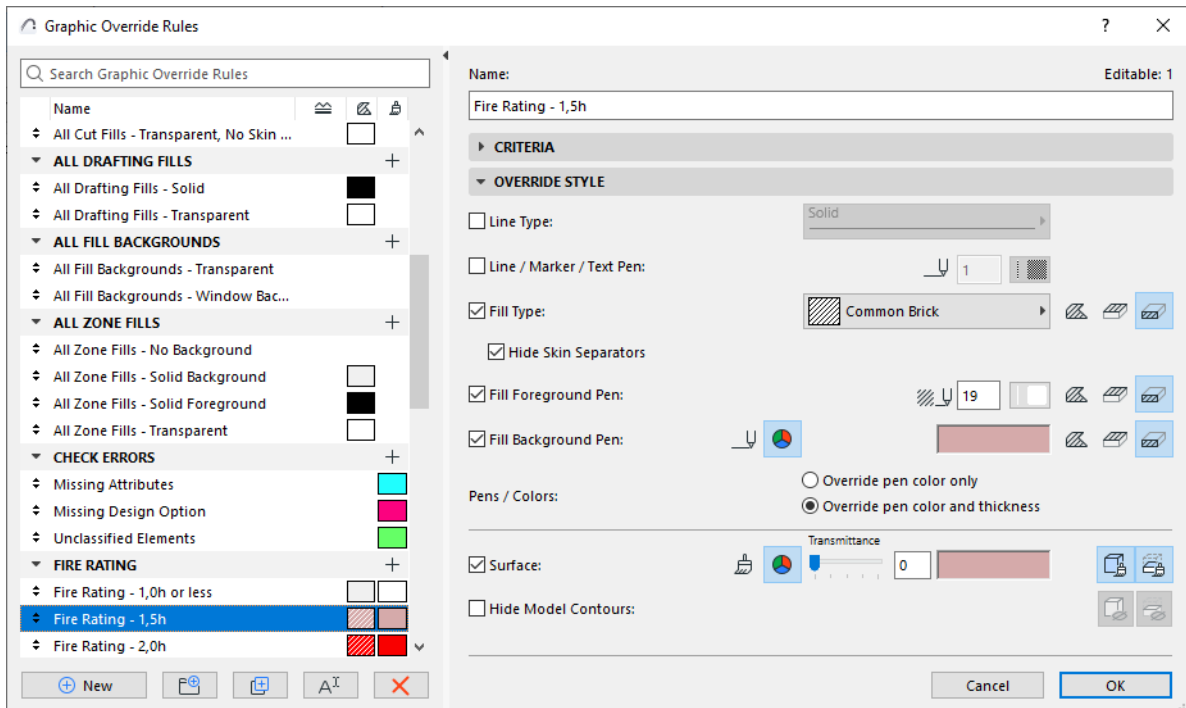 Graphic Override Rules
?
Search Graphic Override Rules
Name
All Cut Fills - Transparent, No Skin ...
ALL DRAFTING FILLS
All Drafting Fills - Solid
All Drafting Fills - Transparent
ALL FILL BACKGROUNDS
All Fill Backgrounds - Transparent
All Fill Backgrounds - Window Bac...
ALL ZONE FILLS
All Zone Fills - No Background
All Zone Fills - Solid Background
All Zone Fills - Solid Foreground
All Zone Fills - Transparent
CHECK ERRORS
Missing Attributes
Missing Design Option
Unclassified Elements
FIRE RATING
Fire Rating - 1,0h or less
Fire Rating - 1,5h
Fire Rating - 2,0h
New
Name: Editable: 1
Fire Rating - 1,5h
CRITERIA
OVERRIDE STYLE
Line Type: Solid
Line / Marker / Text Pen: 1
Fill Type: Common Brick
Hide Skin Separators
Fill Foreground Pen: 19
Fill Background Pen:
Pens / Colors:
Override pen color only
Override pen color and thickness
Transmittance
Surface: 0
Hide Model Contours:
Cancel OK